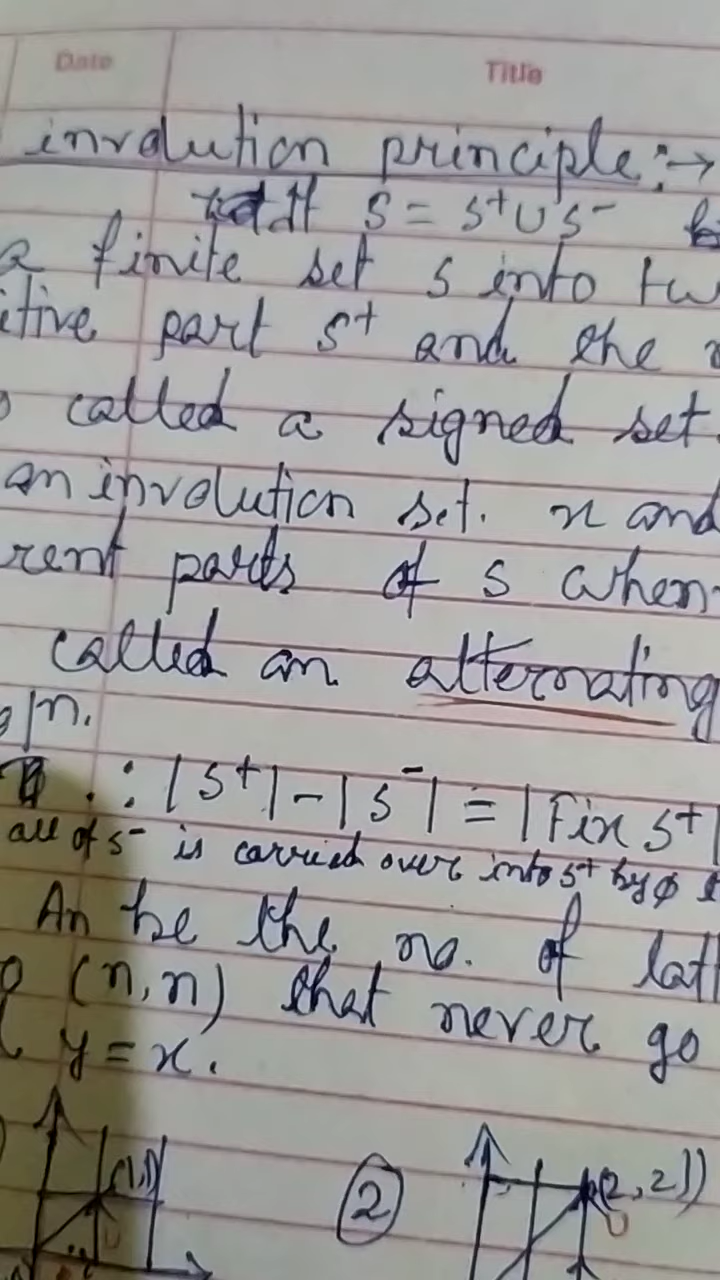 Date Title
involution principle :→
If S = S⁺ ∪ S⁻
a finite set S into
itive part S⁺ and the
called a signed set.
an involution set. x and
rent parts of S when
called an alternating
n.
∴ |S⁺| - |S⁻| = |Fix S⁺|
all of S⁻ is carried over into S⁺ by φ
An be the no. of
(n, n) that never go
y = x.
(1,1) 2 (2,2))